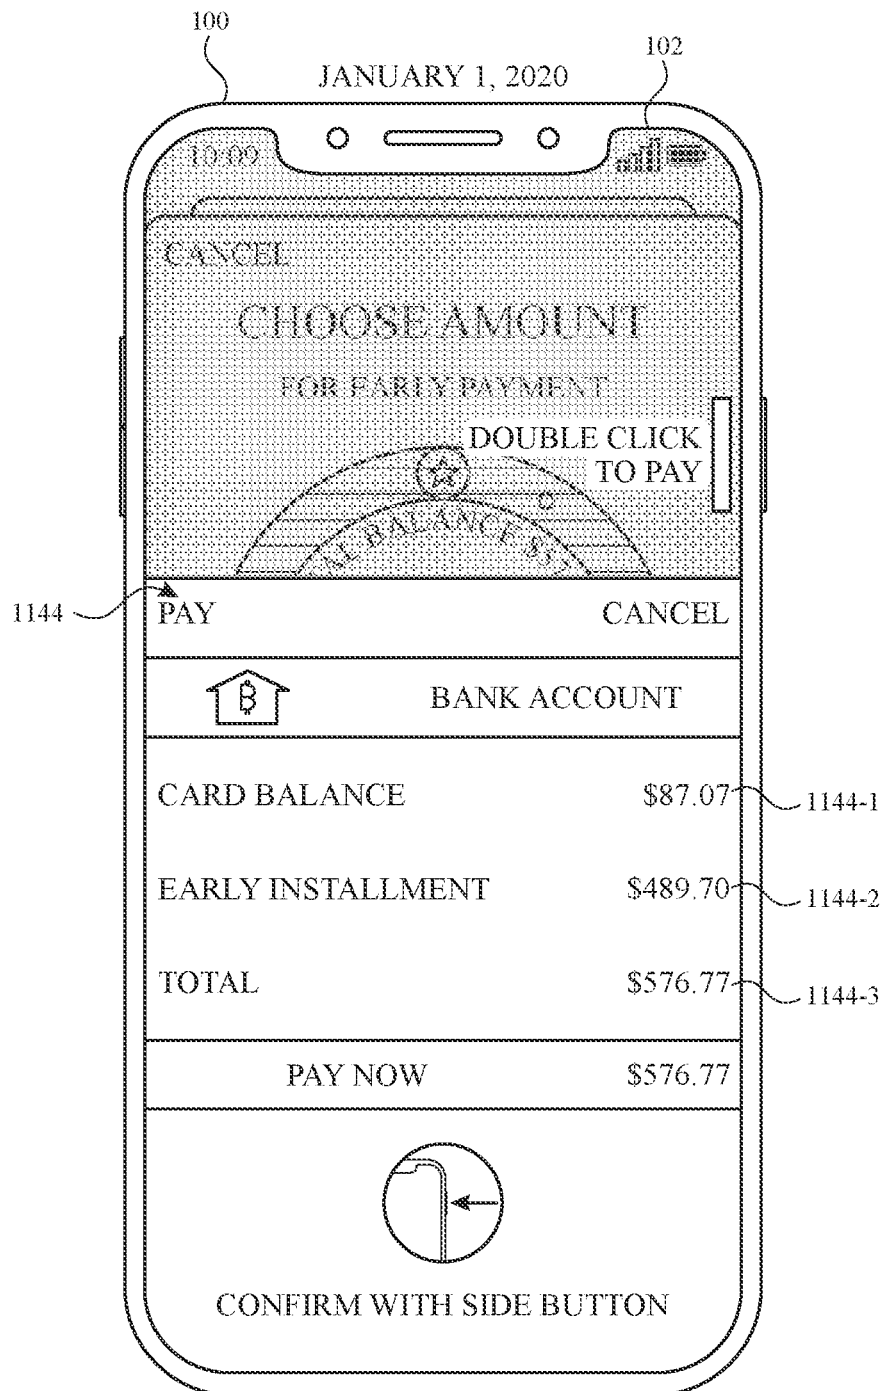 100
102
JANUARY 1, 2020
10:09
CANCEL
CHOOSE AMOUNT
FOR EARLY PAYMENT
DOUBLE CLICK
TO PAY
BALANCE
1144
PAY CANCEL
BANK ACCOUNT
CARD BALANCE $87.07 1144-1
EARLY INSTALLMENT $489.70 1144-2
TOTAL $576.77 1144-3
PAY NOW $576.77
CONFIRM WITH SIDE BUTTON